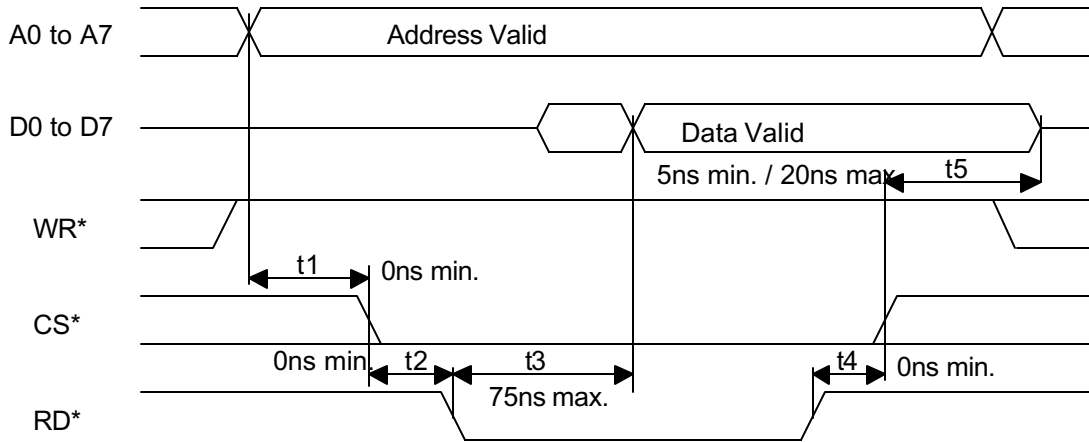 A0 to A7
Address Valid
D0 to D7
Data Valid
5ns min. / 20ns max
t5
WR*
t1
0ns min.
CS*
0ns min.
t2
t3
t4
0ns min.
75ns max.
RD*